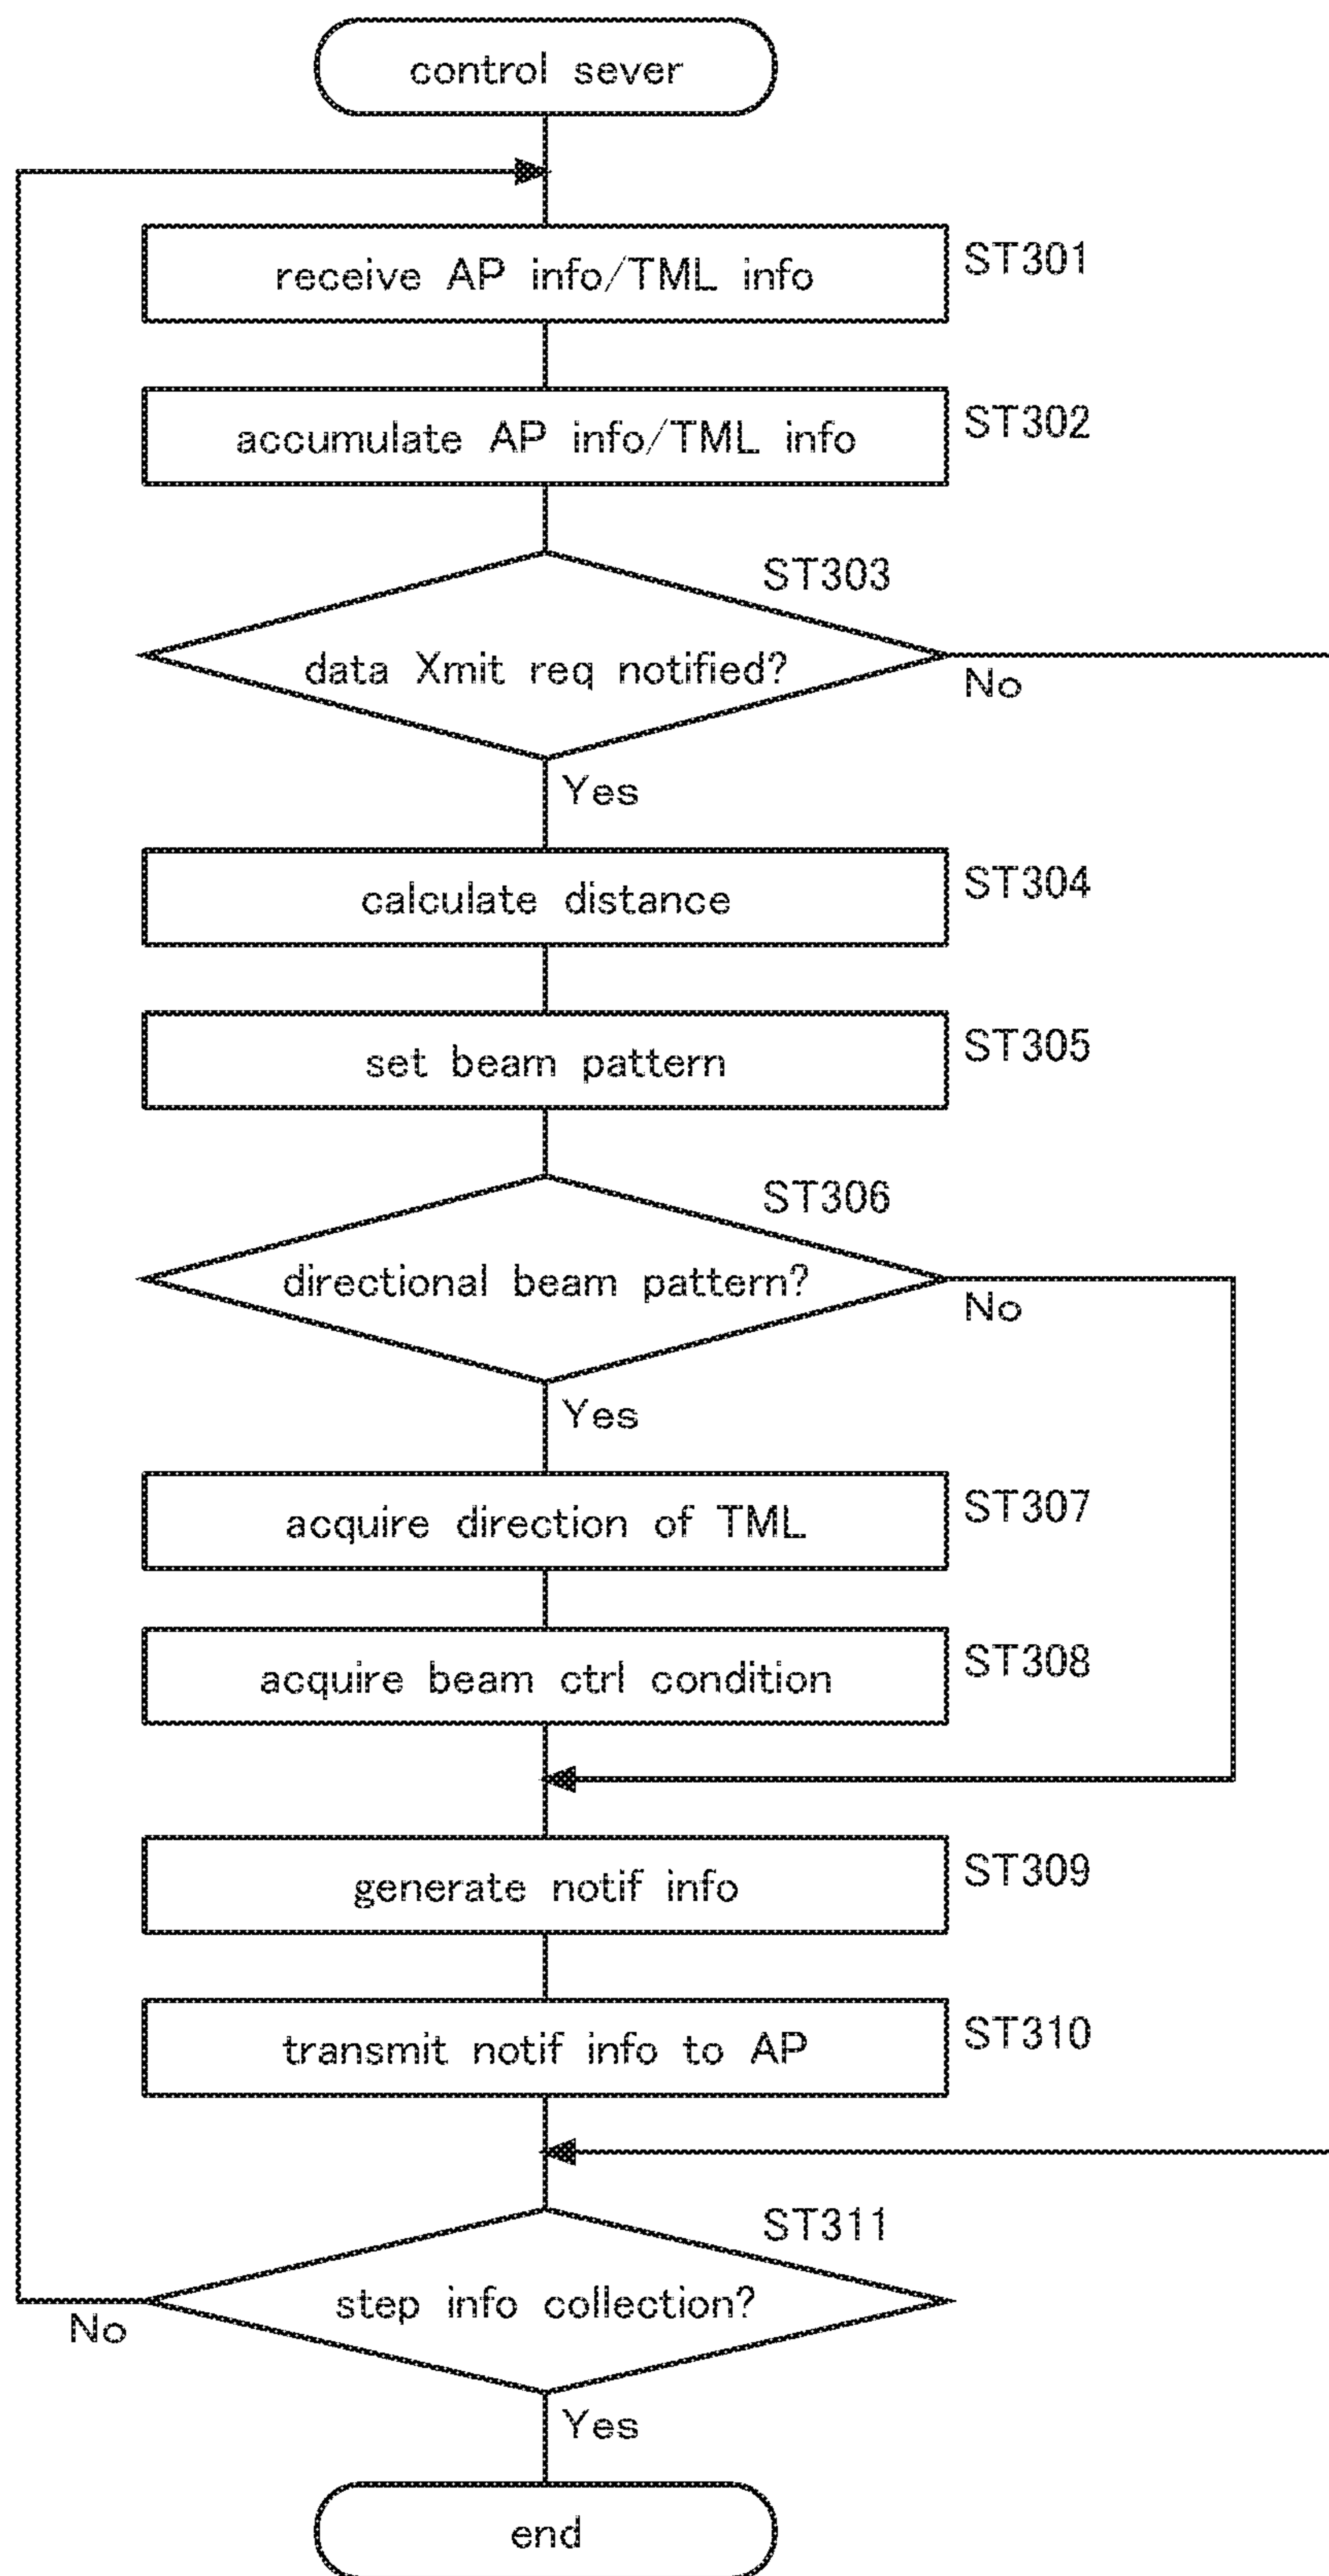 control sever
receive AP info/TML info
ST301
accumulate AP info/TML info
ST302
ST303
data Xmit req notified?
No
Yes
calculate distance
ST304
set beam pattern
ST305
ST306
directional beam pattern?
No
Yes
acquire direction of TML
ST307
acquire beam ctrl condition
ST308
generate notif info
ST309
transmit notif info to AP
ST310
ST311
step info collection?
No
Yes
end